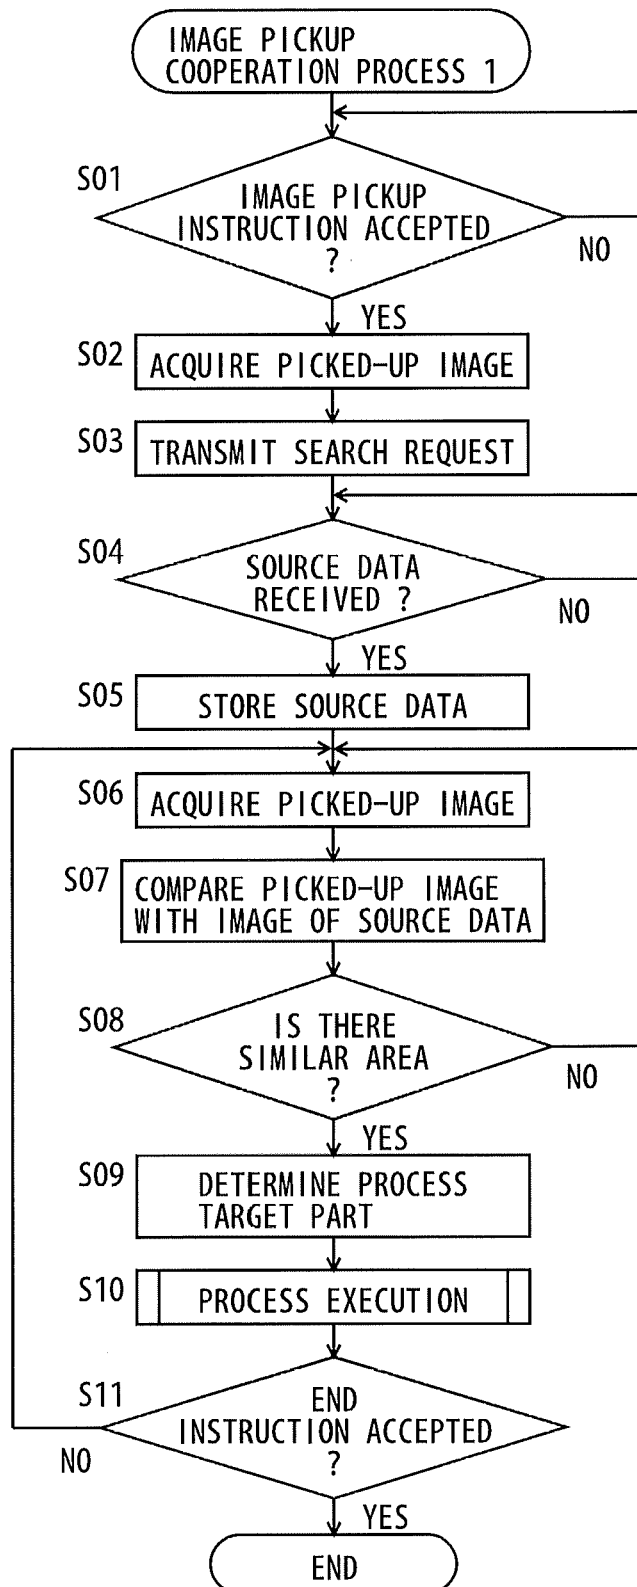 IMAGE PICKUP
COOPERATION PROCESS 1
S01
IMAGE PICKUP
INSTRUCTION ACCEPTED
?
NO
YES
S02
ACQUIRE PICKED-UP IMAGE
S03
TRANSMIT SEARCH REQUEST
S04
SOURCE DATA
RECEIVED ?
NO
YES
S05
STORE SOURCE DATA
S06
ACQUIRE PICKED-UP IMAGE
S07
COMPARE PICKED-UP IMAGE
WITH IMAGE OF SOURCE DATA
S08
IS THERE
SIMILAR AREA
?
NO
YES
S09
DETERMINE PROCESS
TARGET PART
S10
PROCESS EXECUTION
S11
END
INSTRUCTION ACCEPTED
?
NO
YES
END